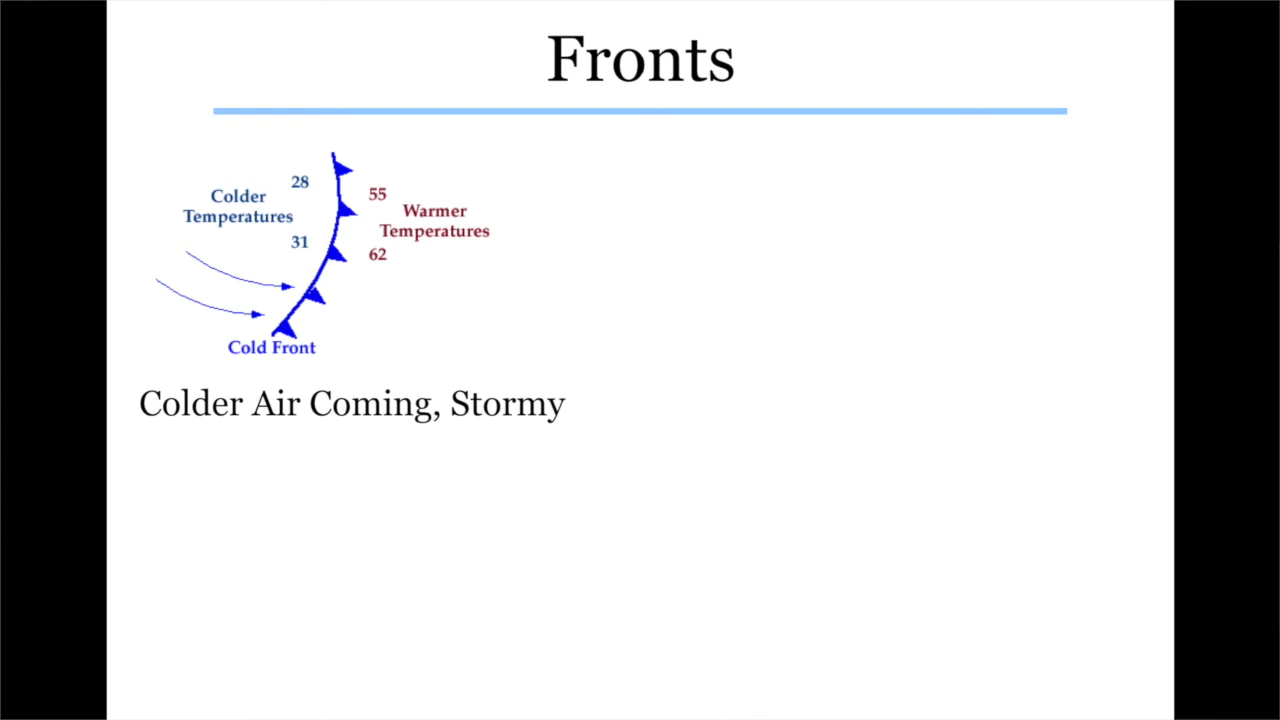 Fronts
28
Colder
Temperatures
31
55
Warmer
Temperatures
62
Cold Front
Colder Air Coming, Stormy